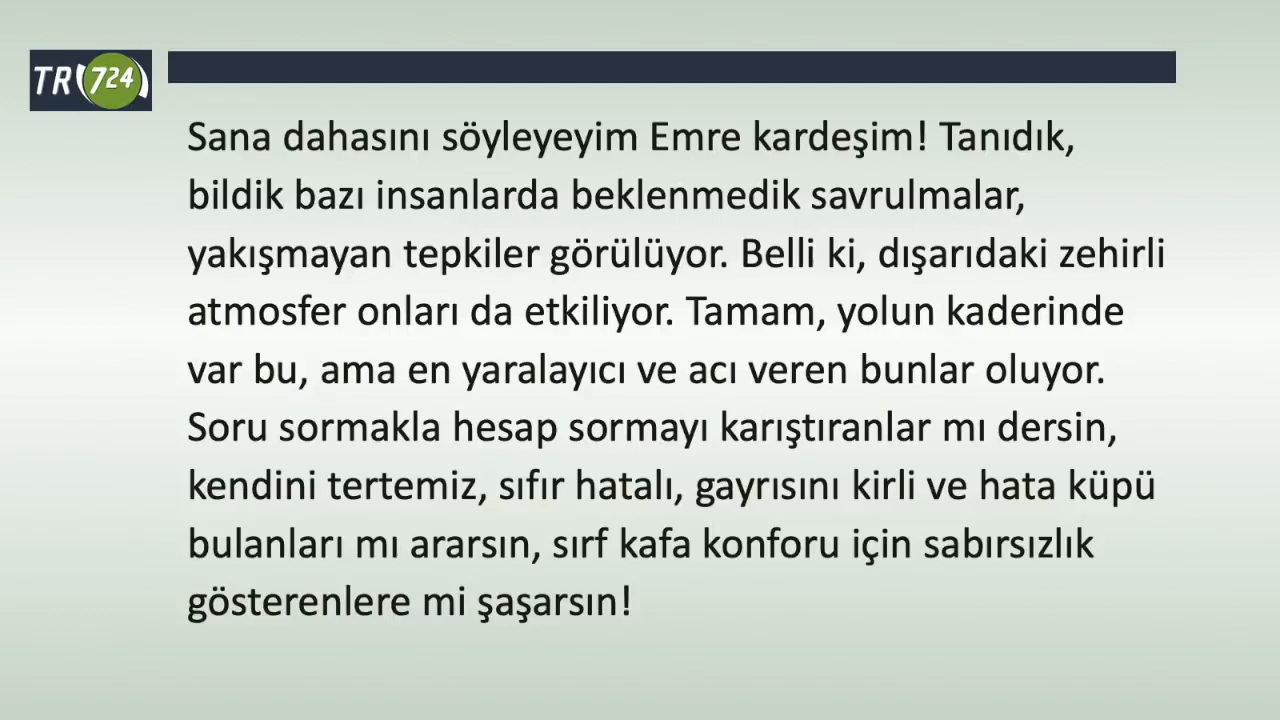 TR724
Sana dahasını söyleyeyim Emre kardeşim! Tanıdık,
bildik bazı insanlarda beklenmedik savrulmalar,
yakışmayan tepkiler görülüyor. Belli ki, dışarıdaki zehirli
atmosfer onları da etkiliyor. Tamam, yolun kaderinde
var bu, ama en yaralayıcı ve acı veren bunlar oluyor.
Soru sormakla hesap sormayı karıştıranlar mı dersin,
kendini tertemiz, sıfır hatalı, gayrısını kirli ve hata küpü
bulanları mı ararsın, sırf kafa konforu için sabırsızlık
gösterenlere mi şaşarsın!